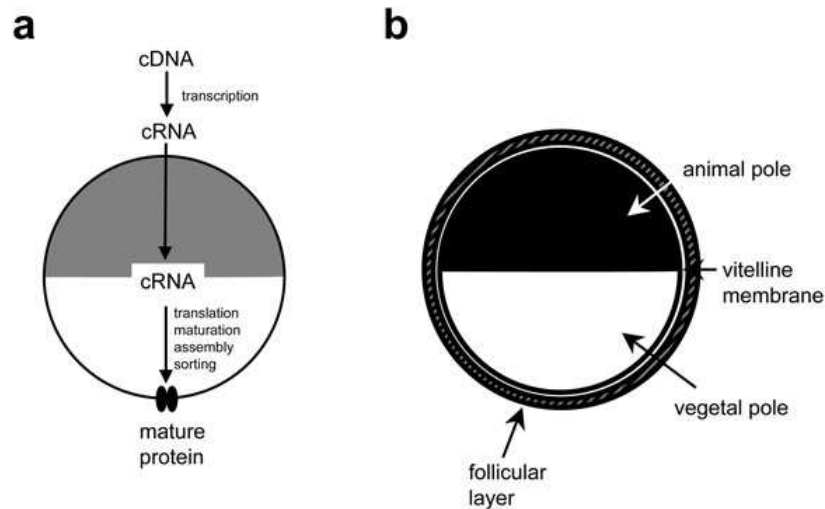 a
cDNA
transcription
cRNA
cRNA
translation
maturation
assembly
sorting
mature
protein
b
animal pole
vitelline
membrane
vegetal pole
follicular
layer